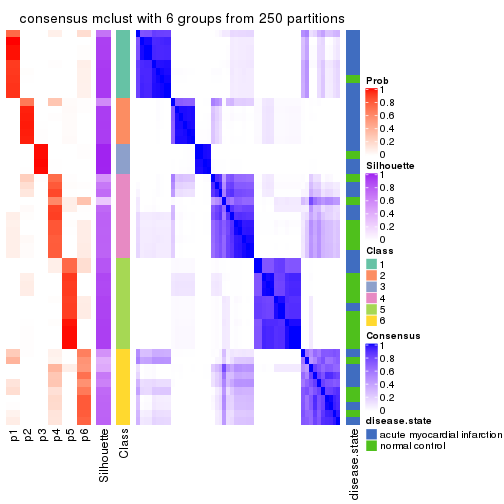 consensus mclust with 6 groups from 250 partitions
Prob
1
0.8
0.6
0.4
0.2
0
Silhouette
1
0.8
0.6
0.4
0.2
0
Class
1
2
3
4
5
6
Consensus
1
0.8
0.6
0.4
0.2
0
disease.state
acute myocardial infarction
normal control
p1
p2
p3
p4
p5
p6
Silhouette
Class
disease.state